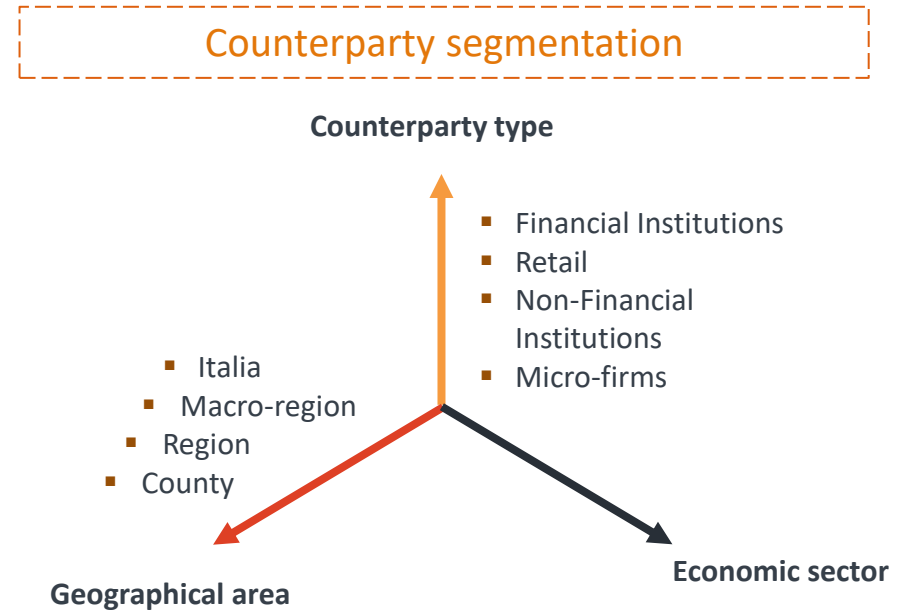 Counterparty segmentation
Counterparty type
▪ Financial Institutions
▪ Retail
▪ Non-Financial
Institutions
▪ Micro-firms
▪ Italia
▪ Macro-region
▪ Region
▪ County
Economic sector
Geographical area